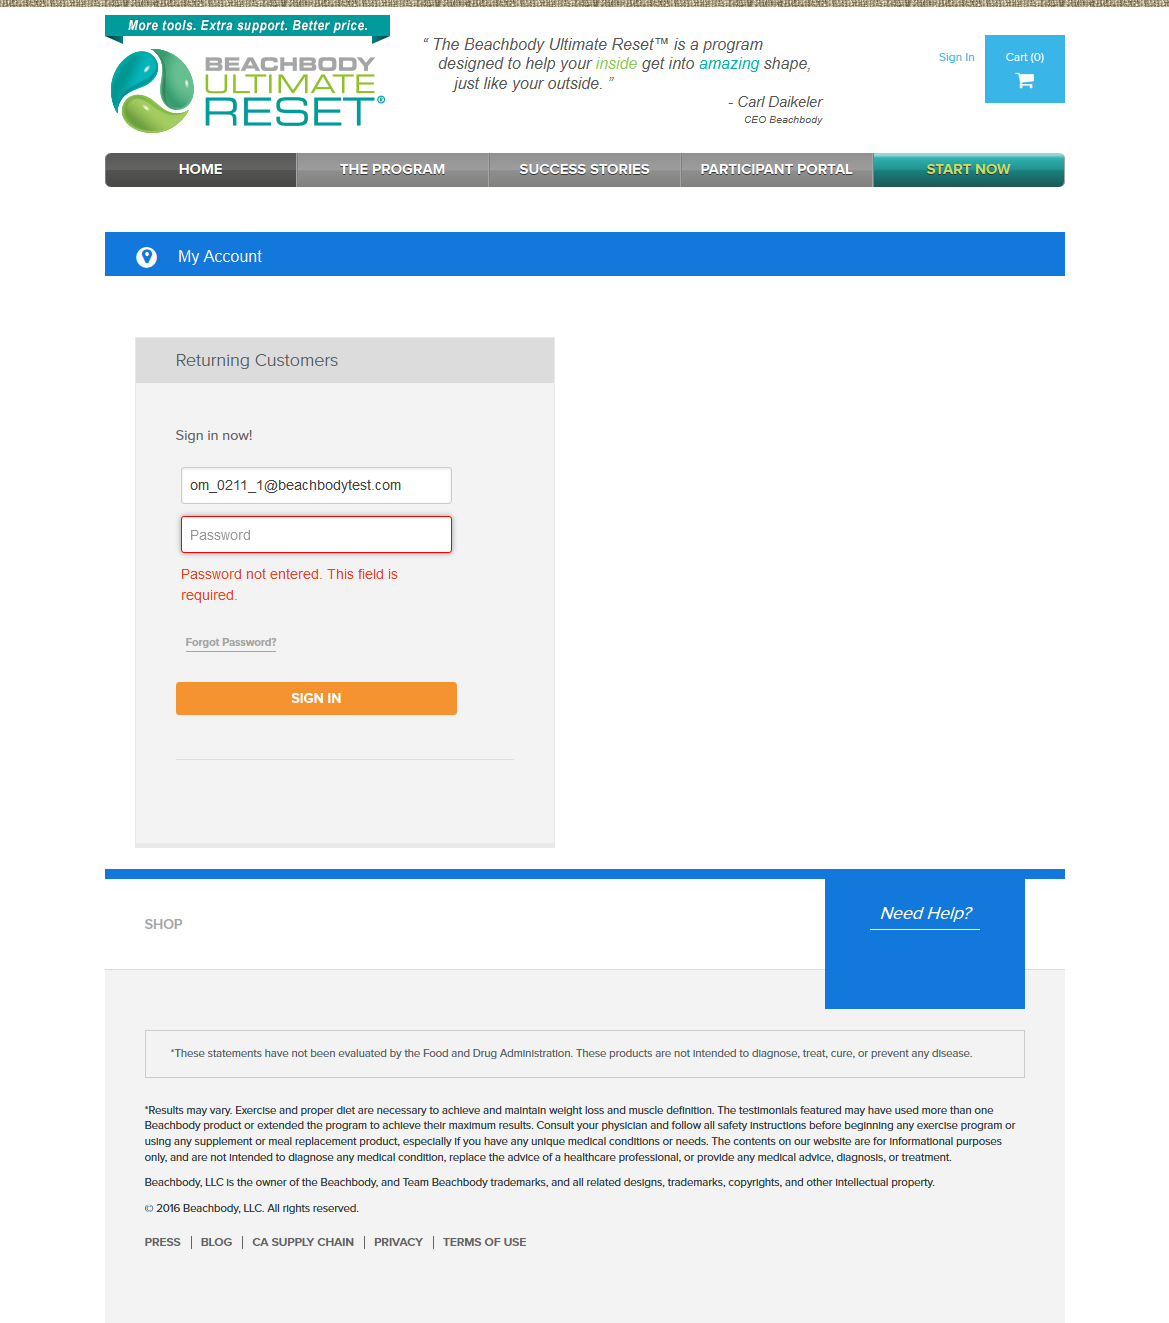 More tools. Extra support. Better price.
BEACHBODY
ULTIMATE
RESET®
“ The Beachbody Ultimate Reset™ is a program
designed to help your inside get into amazing shape,
just like your outside. ”
- Carl Daikeler
CEO Beachbody
Sign In
Cart (0)
HOME
THE PROGRAM
SUCCESS STORIES
PARTICIPANT PORTAL
START NOW
My Account
Returning Customers
Sign in now!
om_0211_1@beachbodytest.com
Password
Password not entered. This field is
required.
Forgot Password?
SIGN IN
SHOP
Need Help?
*These statements have not been evaluated by the Food and Drug Administration. These products are not intended to diagnose, treat, cure, or prevent any disease.
*Results may vary. Exercise and proper diet are necessary to achieve and maintain weight loss and muscle definition. The testimonials featured may have used more than one
Beachbody product or extended the program to achieve their maximum results. Consult your physician and follow all safety instructions before beginning any exercise program or
using any supplement or meal replacement product, especially if you have any unique medical conditions or needs. The contents on our website are for informational purposes
only, and are not intended to diagnose any medical condition, replace the advice of a healthcare professional, or provide any medical advice, diagnosis, or treatment.
Beachbody, LLC is the owner of the Beachbody, and Team Beachbody trademarks, and all related designs, trademarks, copyrights, and other intellectual property.
© 2016 Beachbody, LLC. All rights reserved.
PRESS | BLOG | CA SUPPLY CHAIN | PRIVACY | TERMS OF USE